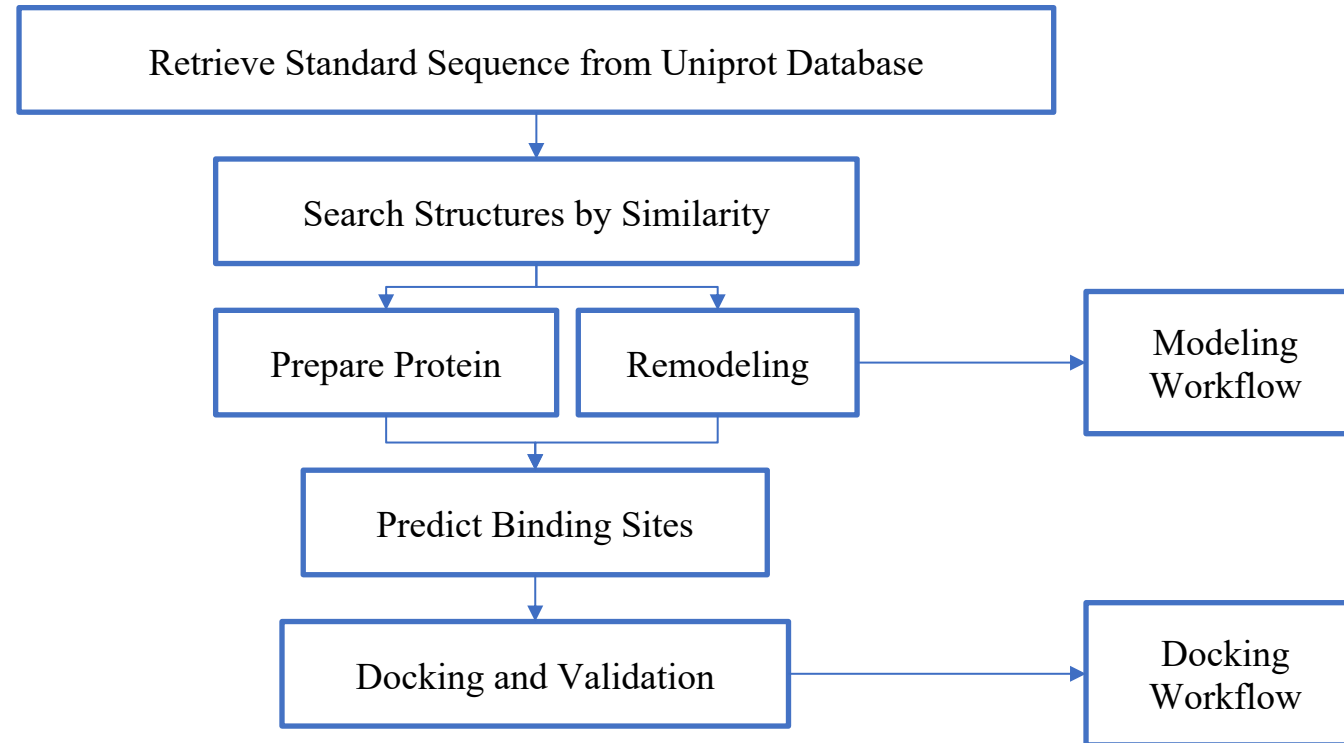 Retrieve Standard Sequence from Uniprot Database
Search Structures by Similarity
Prepare Protein
Remodeling
Modeling
Workflow
Predict Binding Sites
Docking and Validation
Docking
Workflow